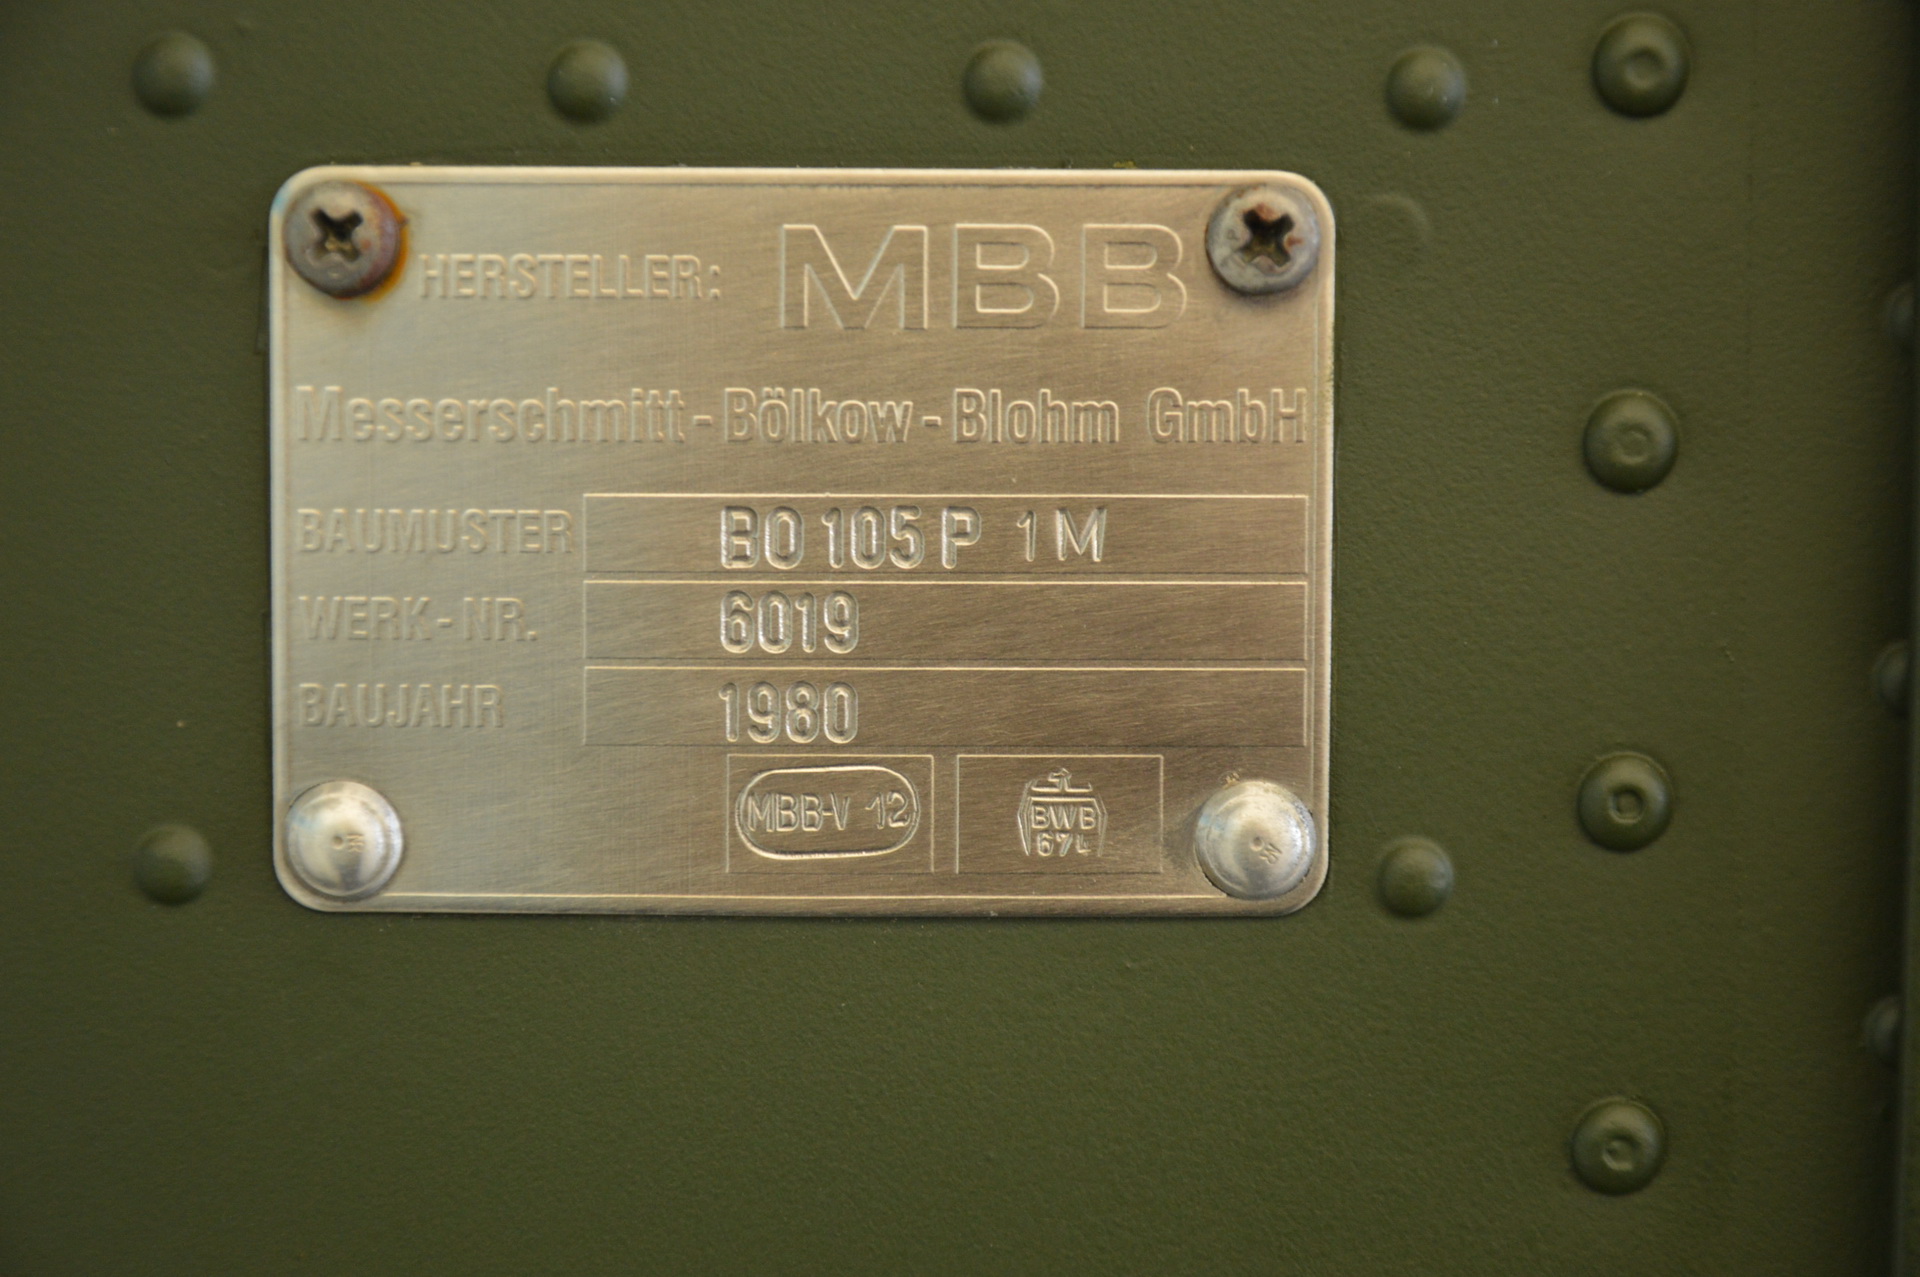 HERSTELLER: MBB
Messerschmitt-Bölkow-Blohm GmbH
BAUMUSTER BO 105 P 1M
WERK-NR. 6019
BAUJAHR 1980
MBB-V 12
BWB
674